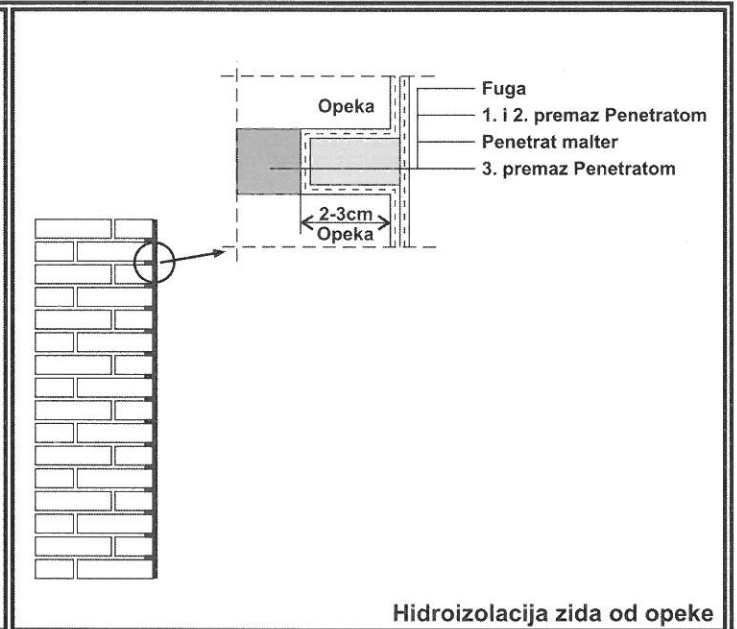 Opeka
Fuga
1. i 2. premaz Penetratom
Penetrat malter
3. premaz Penetratom
2-3cm
Opeka
Hidroizolacija zida od opeke